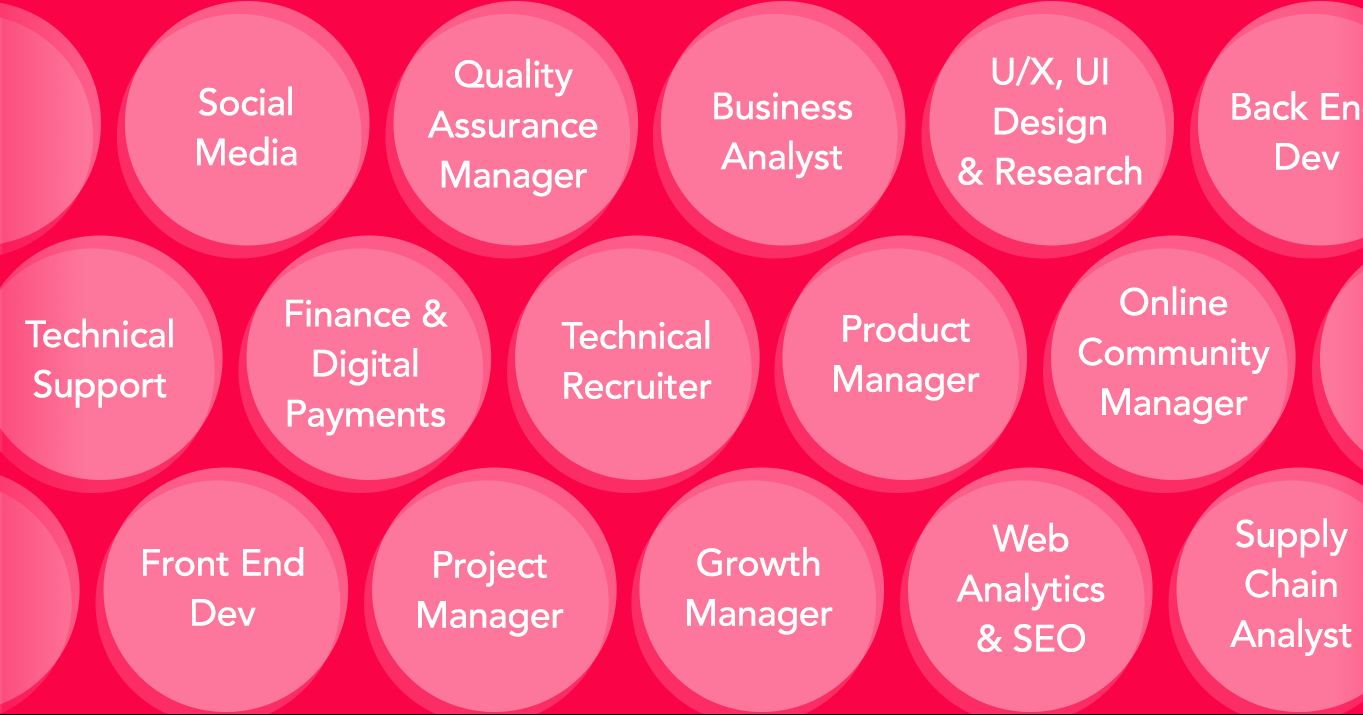 Social
Media
Quality
Assurance
Manager
Business
Analyst
U/X, UI
Design
& Research
Back En
Dev
Technical
Support
Finance &
Digital
Payments
Technical
Recruiter
Product
Manager
Online
Community
Manager
Front End
Dev
Project
Manager
Growth
Manager
Web
Analytics
& SEO
Supply
Chain
Analyst